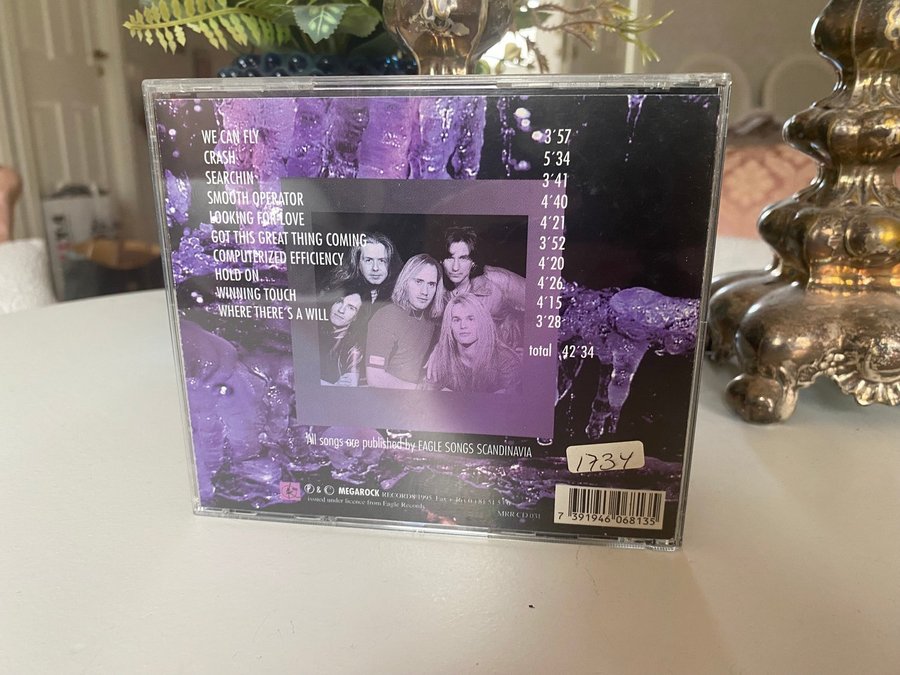 WE CAN FLY 3´57
CRASH 5´34
SEARCHIN´ 3´41
SMOOTH OPERATOR 4´40
LOOKING FOR LOVE 4´21
GOT THIS GREAT THING COMING 3´52
COMPUTERIZED EFFICIENCY 4´20
HOLD ON... 4´26
WINNING TOUCH 4´15
WHERE THERE´S A WILL 3´28
total 42´34
All songs are published by EAGLE SONGS SCANDINAVIA
1734
Ⓟ & © MEGAROCK RECORDS 1995
issued under licence from Eagle Records
MRR CD 031
7 391946 068135